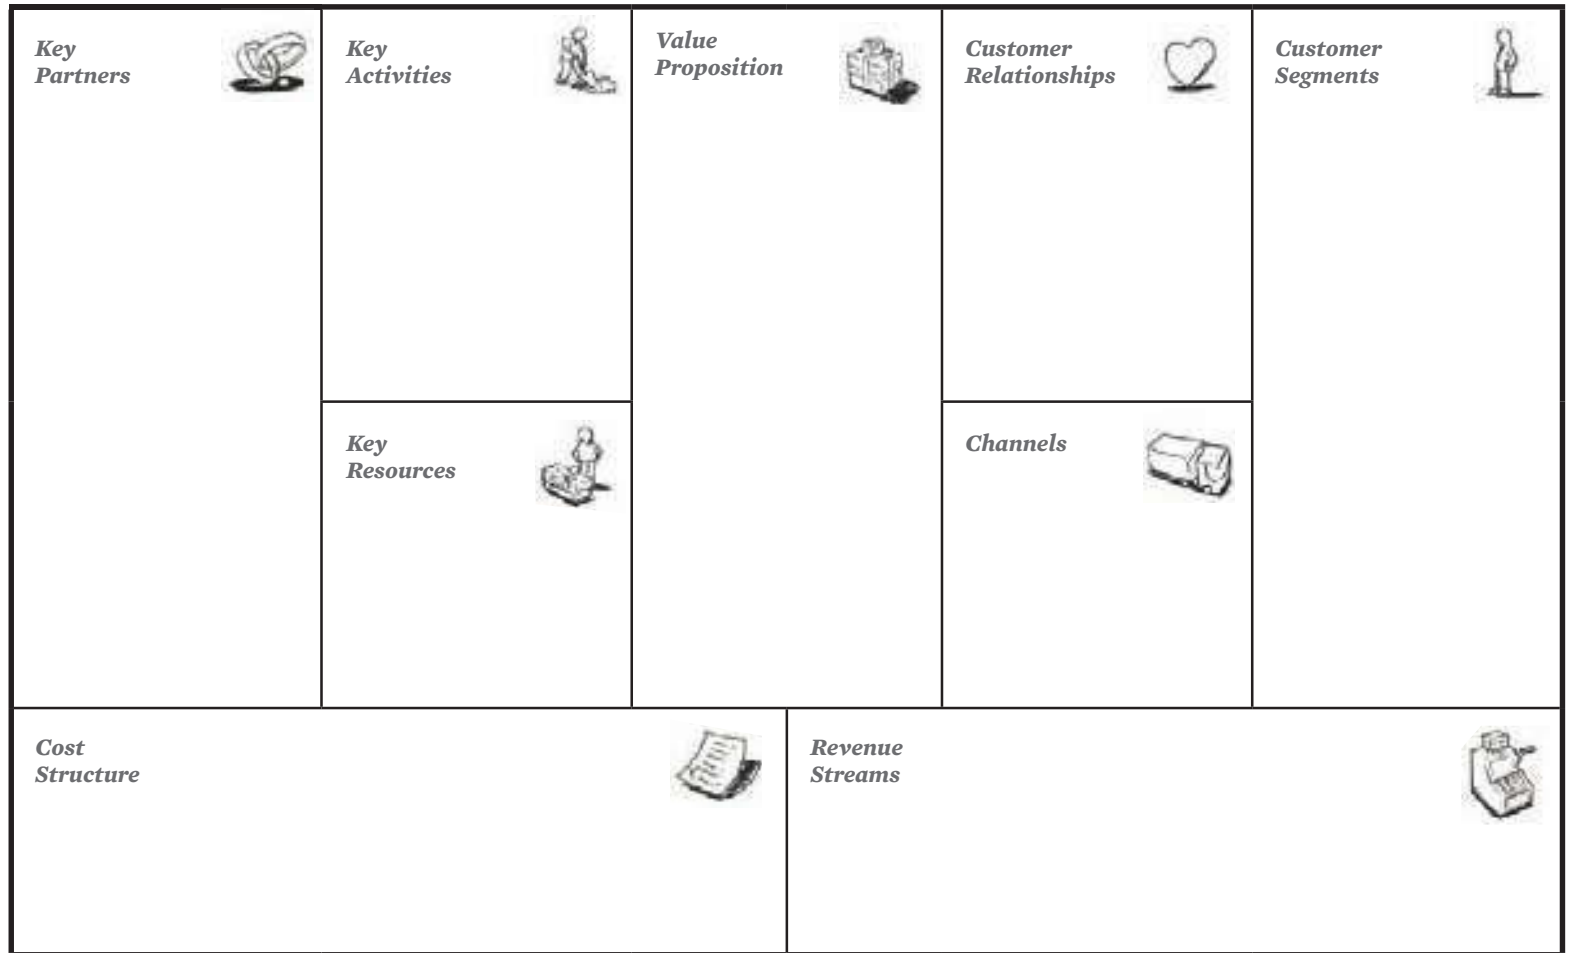 Key
Partners
Key
Activities
Value
Proposition
Customer
Relationships
Customer
Segments
Key
Resources
Channels
Cost
Structure
Revenue
Streams